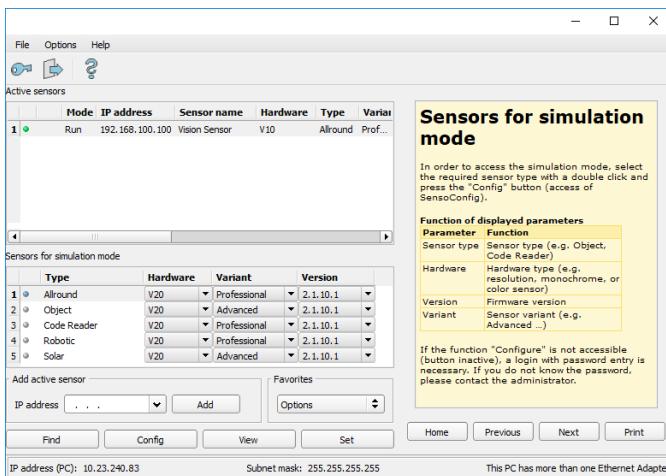 File Options Help
Active sensors
Mode IP address Sensor name Hardware Type Varian
1 Run 192.168.100.100 Vision Sensor V10 Allround Prof...
Sensors for simulation mode
Type Hardware Variant Version
1 Allround V20 Professional 2.1.10.1
2 Object V20 Advanced 2.1.10.1
3 Code Reader V20 Professional 2.1.10.1
4 Robotic V20 Professional 2.1.10.1
5 Solar V20 Advanced 2.1.10.1
Add active sensor
IP address . . . Add
Favorites
Options
Find Config View Set
Sensors for simulation
mode
In order to access the simulation mode, select
the required sensor type with a double click and
press the "Config" button (access of
SensoConfig).
Function of displayed parameters
Parameter Function
Sensor type Sensor type (e.g. Object,
Code Reader)
Hardware Hardware type (e.g.
resolution, monochrome, or
color sensor)
Version Firmware version
Variant Sensor variant (e.g.
Advanced ...)
If the function "Configure" is not accessible
(button inactive), a login with password entry is
necessary. If you do not know the password,
please contact the administrator.
Home Previous Next Print
IP address (PC): 10.23.240.83 Subnet mask: 255.255.255.255 This PC has more than one Ethernet Adapte